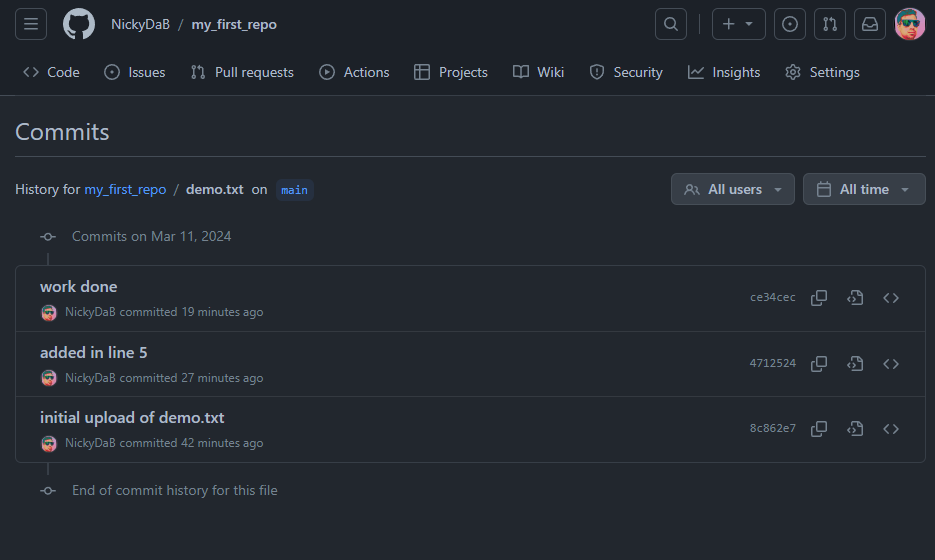 NickyDaB / my_first_repo
Code Issues Pull requests Actions Projects Wiki Security Insights Settings
Commits
History for my_first_repo / demo.txt on main
All users All time
Commits on Mar 11, 2024
work done
NickyDaB committed 19 minutes ago
ce34cec
added in line 5
NickyDaB committed 27 minutes ago
4712524
initial upload of demo.txt
NickyDaB committed 42 minutes ago
8c862e7
End of commit history for this file